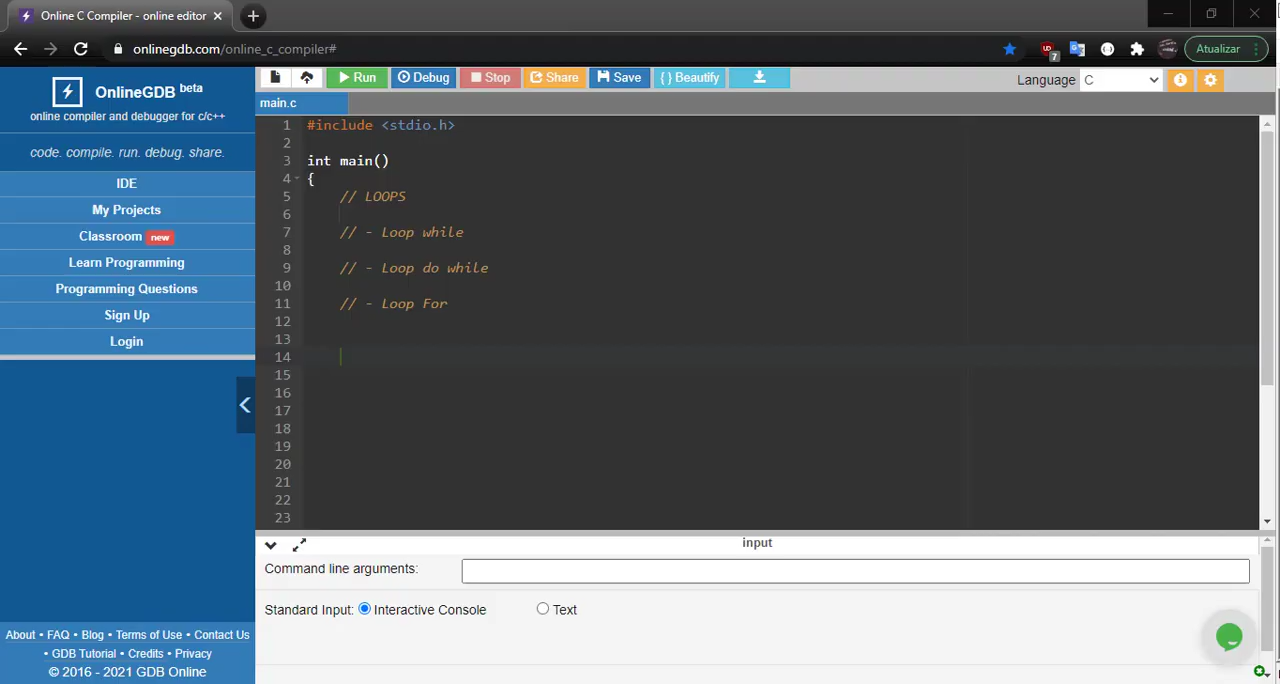 Online C Compiler - online editor
onlinegdb.com/online_c_compiler#
7
Atualizar
OnlineGDB beta
online compiler and debugger for c/c++
code. compile. run. debug. share.
IDE
My Projects
Classroom new
Learn Programming
Programming Questions
Sign Up
Login
About • FAQ • Blog • Terms of Use • Contact Us
• GDB Tutorial • Credits • Privacy
© 2016 - 2021 GDB Online
Run Debug Stop Share Save { } Beautify
Language C
main.c
1 #include <stdio.h>
2
3 int main()
4 {
5 // LOOPS
6
7 // - Loop while
8
9 // - Loop do while
10
11 // - Loop For
12
13
14
15
16
17
18
19
20
21
22
23
input
Command line arguments:
Standard Input: Interactive Console Text